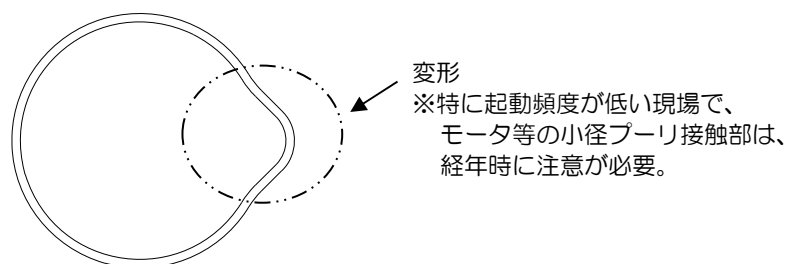 変形
※特に起動頻度が低い現場で、
モータ等の小径プーリ接触部は、
経年時に注意が必要。